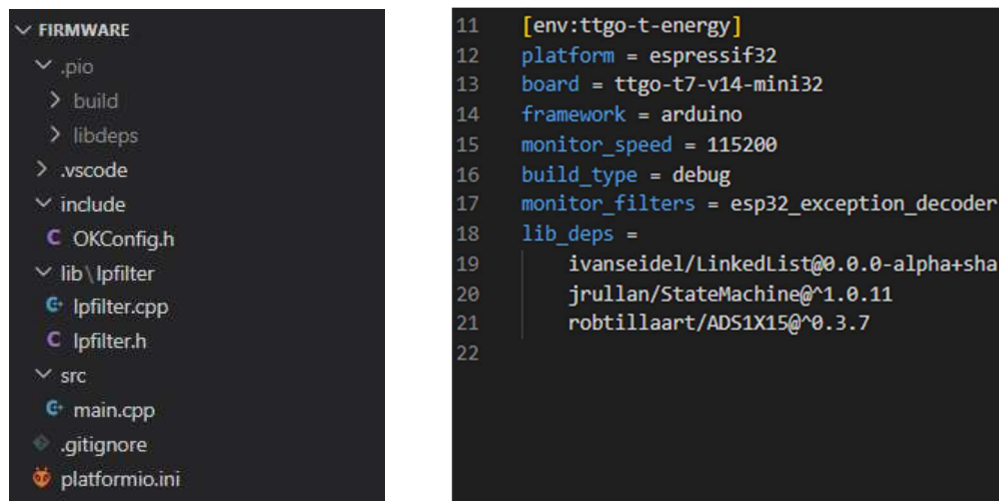 FIRMWARE
.pio
build
libdeps
.vscode
include
OKConfig.h
lib\lpfilter
lpfilter.cpp
lpfilter.h
src
main.cpp
.gitignore
platformio.ini
11 [env:ttgo-t-energy]
12 platform = espressif32
13 board = ttgo-t7-v14-mini32
14 framework = arduino
15 monitor_speed = 115200
16 build_type = debug
17 monitor_filters = esp32_exception_decoder
18 lib_deps =
19 ivanseidel/LinkedList@0.0.0-alpha+sha
20 jrullan/StateMachine@^1.0.11
21 robtillaart/ADS1X15@^0.3.7
22